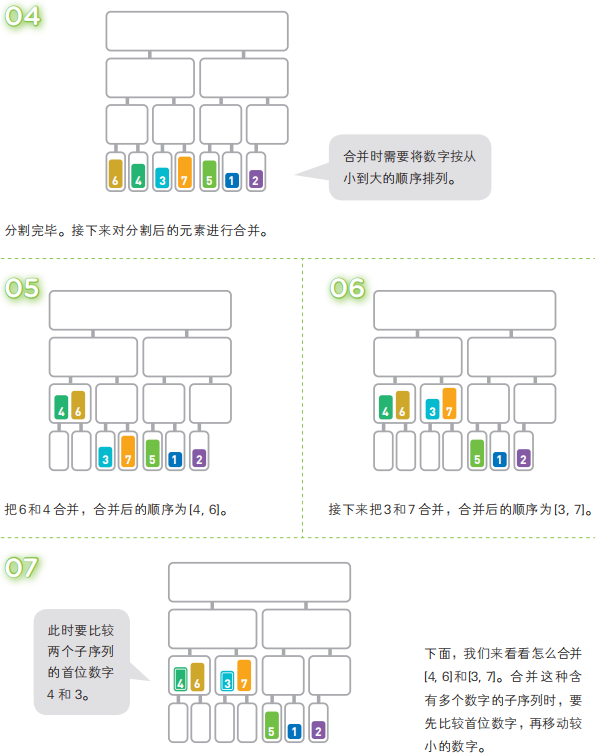 04
6 4 3 7 5 1 2
合并时需要将数字按从
小到大的顺序排列。
分割完毕。接下来对分割后的元素进行合并。
05
4 6
3 7 5 1 2
把6和4合并，合并后的顺序为[4, 6]。
06
4 6 3 7
5 1 2
接下来把3和7合并，合并后的顺序为[3, 7]。
07
此时要比较
两个子序列
的首位数字
4 和 3。
4 6 3 7
5 1 2
下面，我们来看看怎么合并
[4, 6]和[3, 7]。合并这种含
有多个数字的子序列时，要
先比较首位数字，再移动较
小的数字。